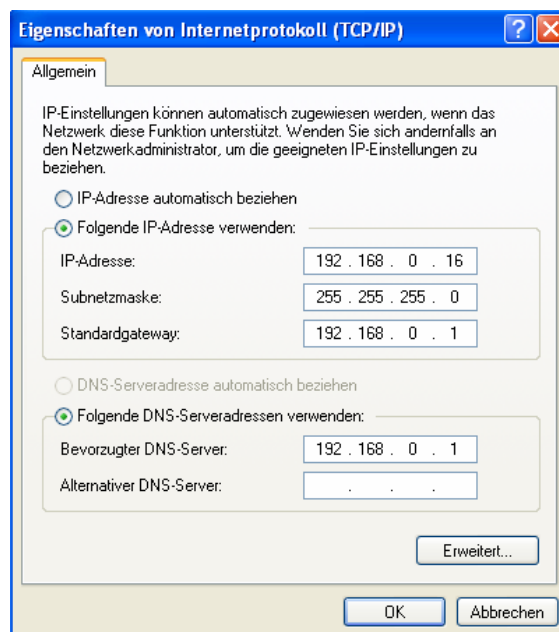 Eigenschaften von Internetprotokoll (TCP/IP)
Allgemein
IP-Einstellungen können automatisch zugewiesen werden, wenn das
Netzwerk diese Funktion unterstützt. Wenden Sie sich andernfalls an
den Netzwerkadministrator, um die geeigneten IP-Einstellungen zu
beziehen.
IP-Adresse automatisch beziehen
Folgende IP-Adresse verwenden:
IP-Adresse: 192 . 168 . 0 . 16
Subnetzmaske: 255 . 255 . 255 . 0
Standardgateway: 192 . 168 . 0 . 1
DNS-Serveradresse automatisch beziehen
Folgende DNS-Serveradressen verwenden:
Bevorzugter DNS-Server: 192 . 168 . 0 . 1
Alternativer DNS-Server: . . .
Erweitert...
OK Abbrechen